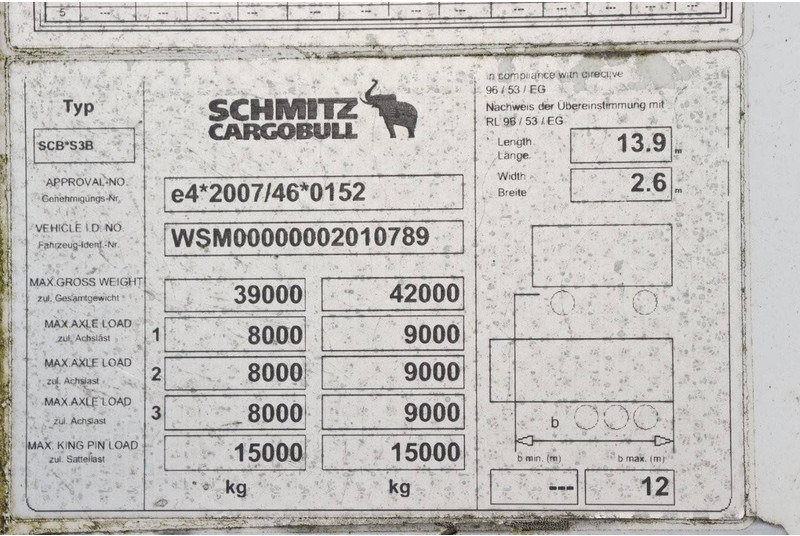 5 --- --- --- --- --- --- --- --- --- --- --- ---
Typ
SCB*S3B
SCHMITZ
CARGOBULL
in compliance with directive
96 / 53 / EG
Nachweis der Übereinstimmung mit
RL 96 / 53 / EG
Length
Länge
13.9 m
Width
Breite
2.6 m
APPROVAL-NO.
Genehmigungs-Nr.
e4*2007/46*0152
VEHICLE I.D. NO.
Fahrzeug-Ident.-Nr.
WSM00000002010789
MAX GROSS WEIGHT
zul. Gesamtgewicht
39000 42000
MAX AXLE LOAD
zul. Achslast
1 8000 9000
MAX AXLE LOAD
zul. Achslast
2 8000 9000
MAX AXLE LOAD
zul. Achslast
3 8000 9000
MAX. KING PIN LOAD
zul. Sattellast
15000 15000
kg kg
b
b min. (m) b max. (m)
--- 12